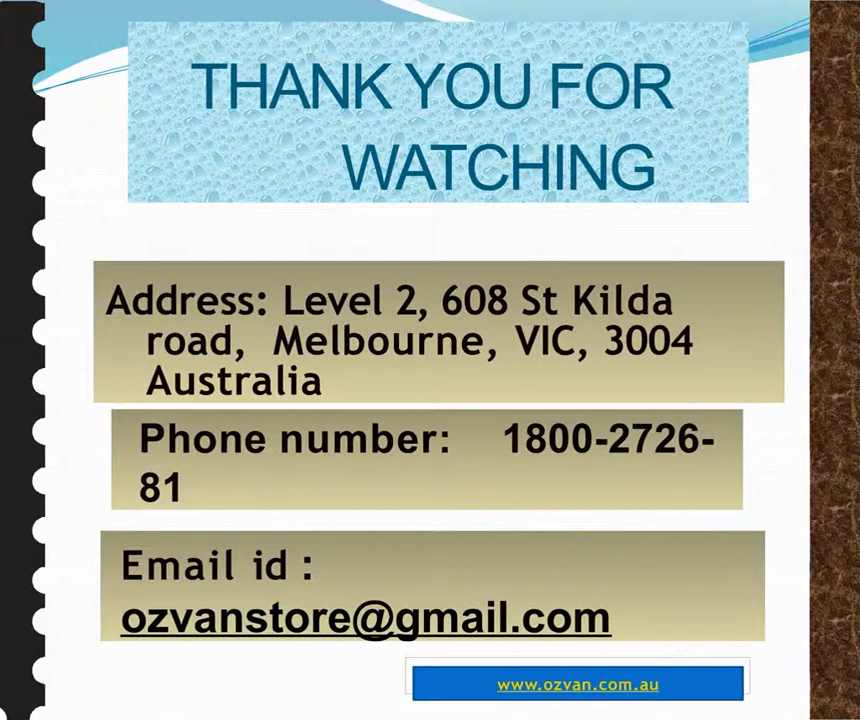 THANK YOU FOR
WATCHING
Address: Level 2, 608 St Kilda
road, Melbourne, VIC, 3004
Australia
Phone number: 1800-2726-
81
Email id :
ozvanstore@gmail.com
www.ozvan.com.au